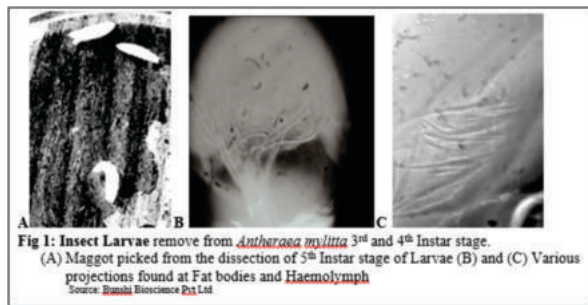 A B C
Fig 1: Insect Larvae remove from Antheraea mylitta 3rd and 4th Instar stage.
(A) Maggot picked from the dissection of 5th Instar stage of Larvae (B) and (C) Various
projections found at Fat bodies and Haemolymph
Source: Bunshi Bioscience Pvt Ltd